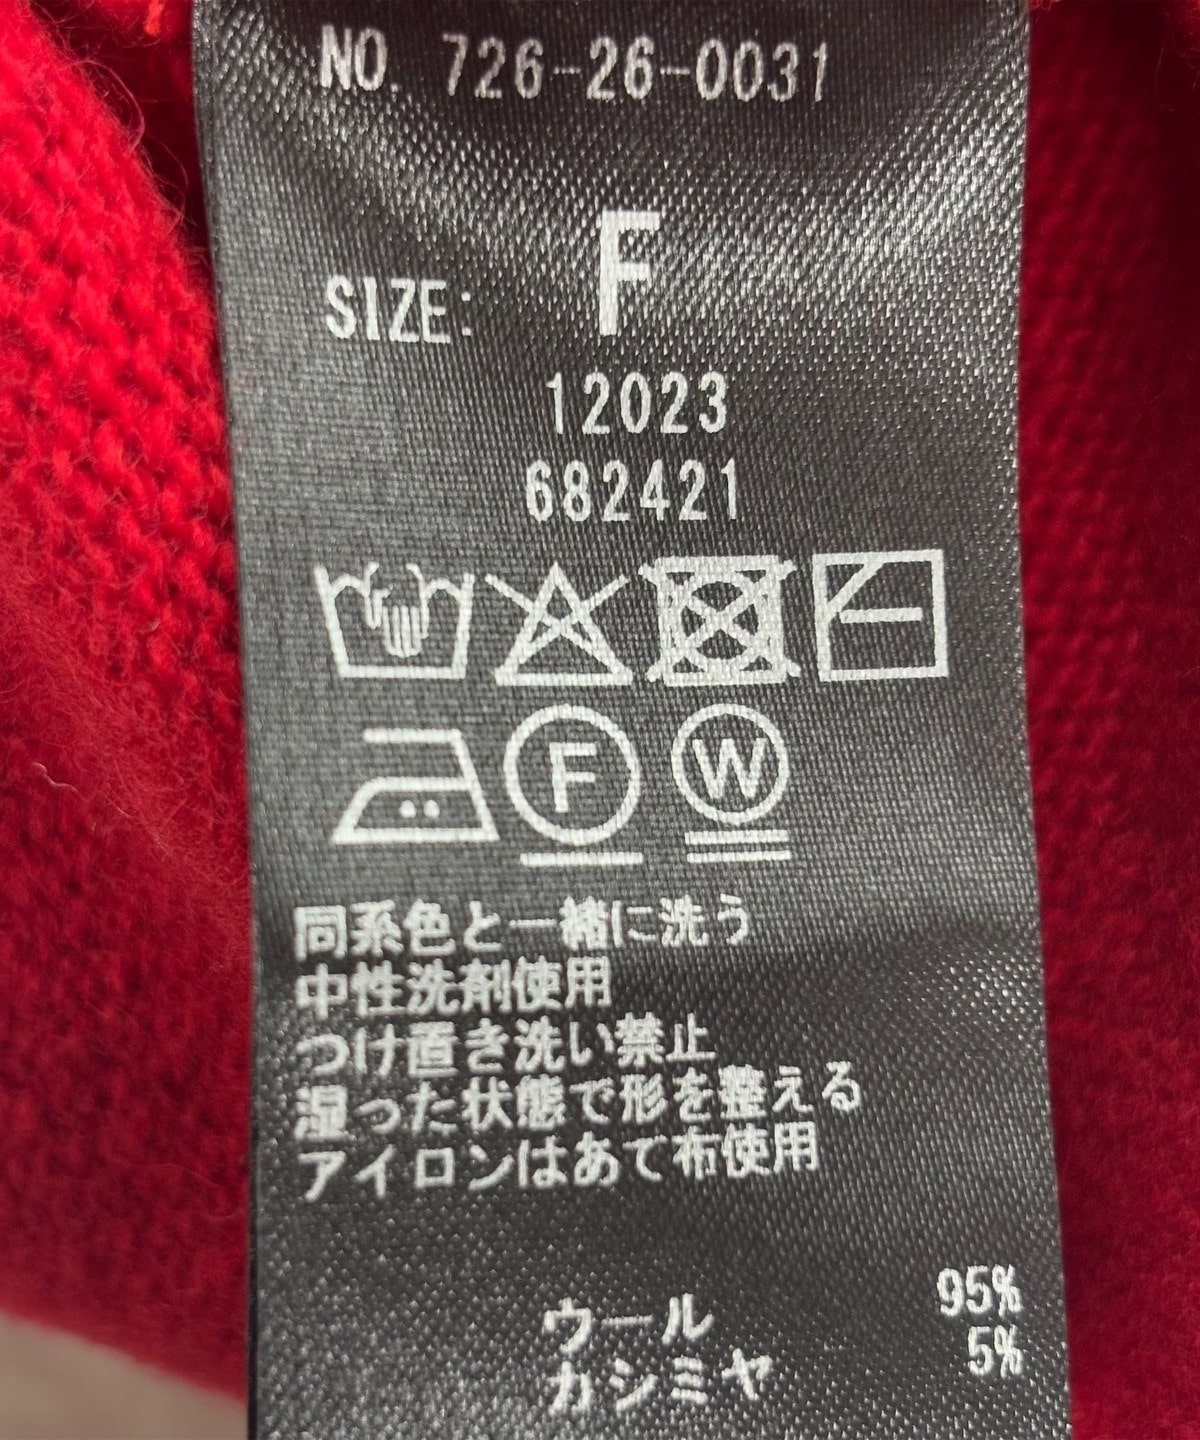 NO. 726-26-0031
SIZE: F
12023
682421
F W
同系色と一緒に洗う
中性洗剤使用
つけ置き洗い禁止
湿った状態で形を整える
アイロンはあて布使用
ウール 95%
カシミヤ 5%